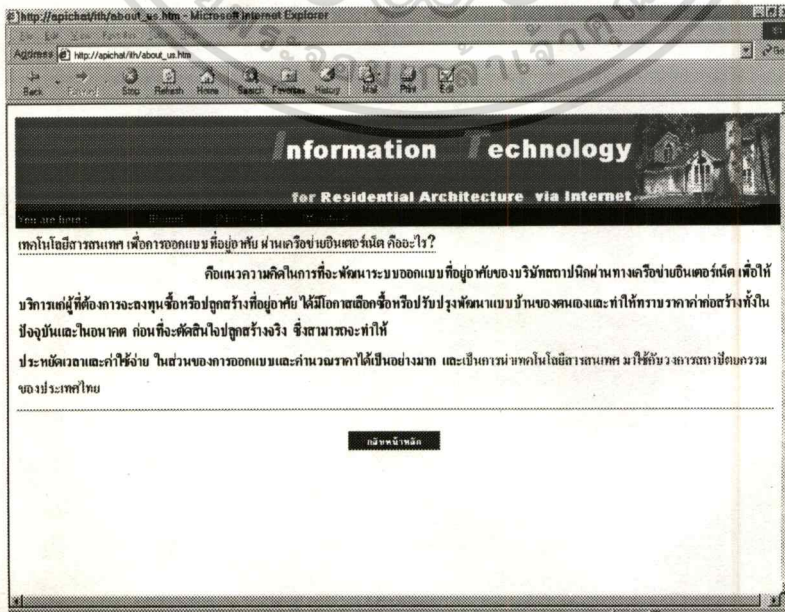 http://apichat/ith/about_us.htm - Microsoft Internet Explorer
File Edit View Favorites
Address http://apichat/ith/about_us.htm Go
Back Forward Stop Refresh Home Search Favorites History Mail Print Edit
Information Technology
for Residential Architecture via Internet
You are here :
เทคโนโลยีสารสนเทศ เพื่อการออกแบบ ที่อยู่อาศัย ผ่านเครือข่ายอินเตอร์เน็ต คืออะไร?
คือแนวความคิดในการที่จะพัฒนาระบบออกแบบ ที่อยู่อาศัยของบริษัทสถาปนิกผ่านทางเครือข่ายอินเตอร์เน็ต เพื่อให้
บริการแก่ผู้ที่ต้องการจะลงทุนซื้อหรือปลูกสร้างที่อยู่อาศัย ได้มีโอกาสเลือกซื้อหรือปรับปรุงพัฒนาแบบบ้านของตนเองและทำให้ทราบราคาค่าก่อสร้างทั้งใน
ปัจจุบันและในอนาคต ก่อนที่จะตัดสินใจปลูกสร้างจริง ซึ่งสามารถจะทำให้
ประหยัดเวลาและค่าใช้จ่าย ในส่วนของการออกแบบและคำนวณราคาได้เป็นอย่างมาก และเป็นการนำเทคโนโลยีสารสนเทศ มาใช้กับวงการสถาปัตยกรรม
ของประเทศไทย
กลับหน้าหลัก